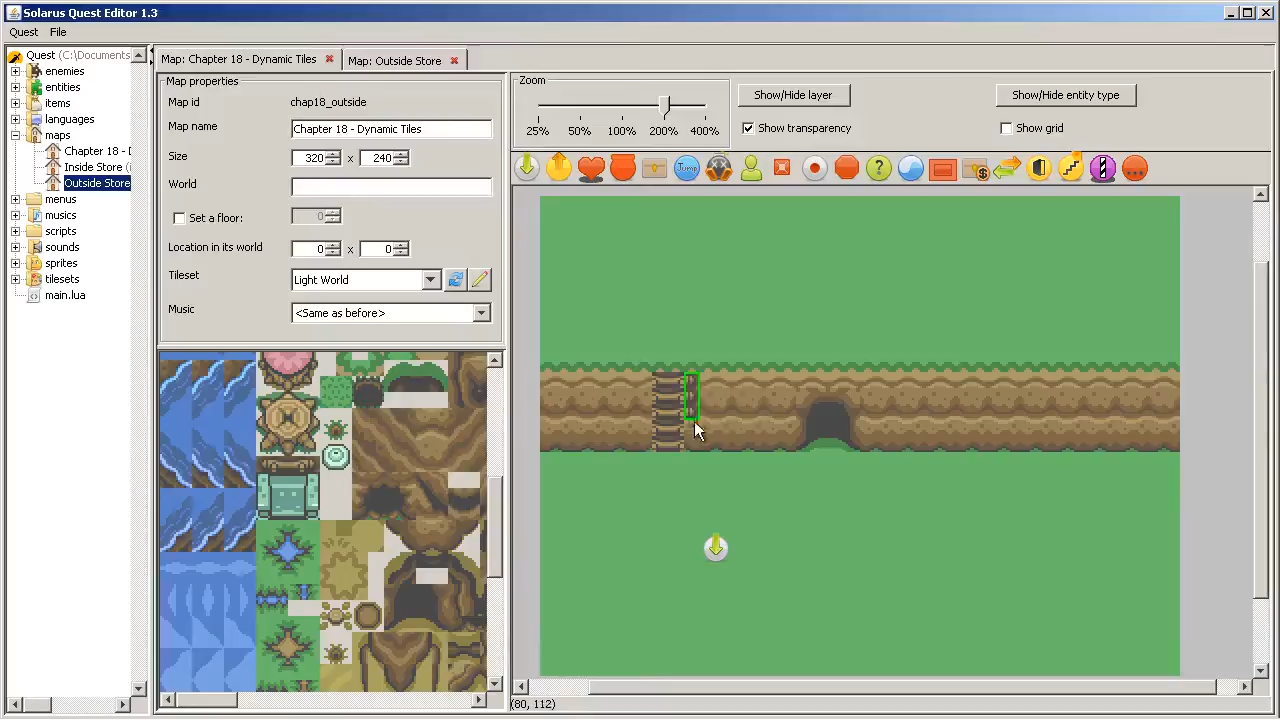 Solarus Quest Editor 1.3
Quest File
Quest (C:\Documents
enemies
entities
items
languages
maps
Chapter 18 -
Inside Store
Outside Store
menus
musics
scripts
sounds
sprites
tilesets
main.lua
Map: Chapter 18 - Dynamic Tiles
Map: Outside Store
Map properties
Map id chap18_outside
Map name Chapter 18 - Dynamic Tiles
Size 320 x 240
World
Set a floor: 0
Location in its world 0 x 0
Tileset Light World
Music <Same as before>
Zoom
25% 50% 100% 200% 400%
Show/Hide layer
Show transparency
Show/Hide entity type
Show grid
Jump
?
$
(80, 112)